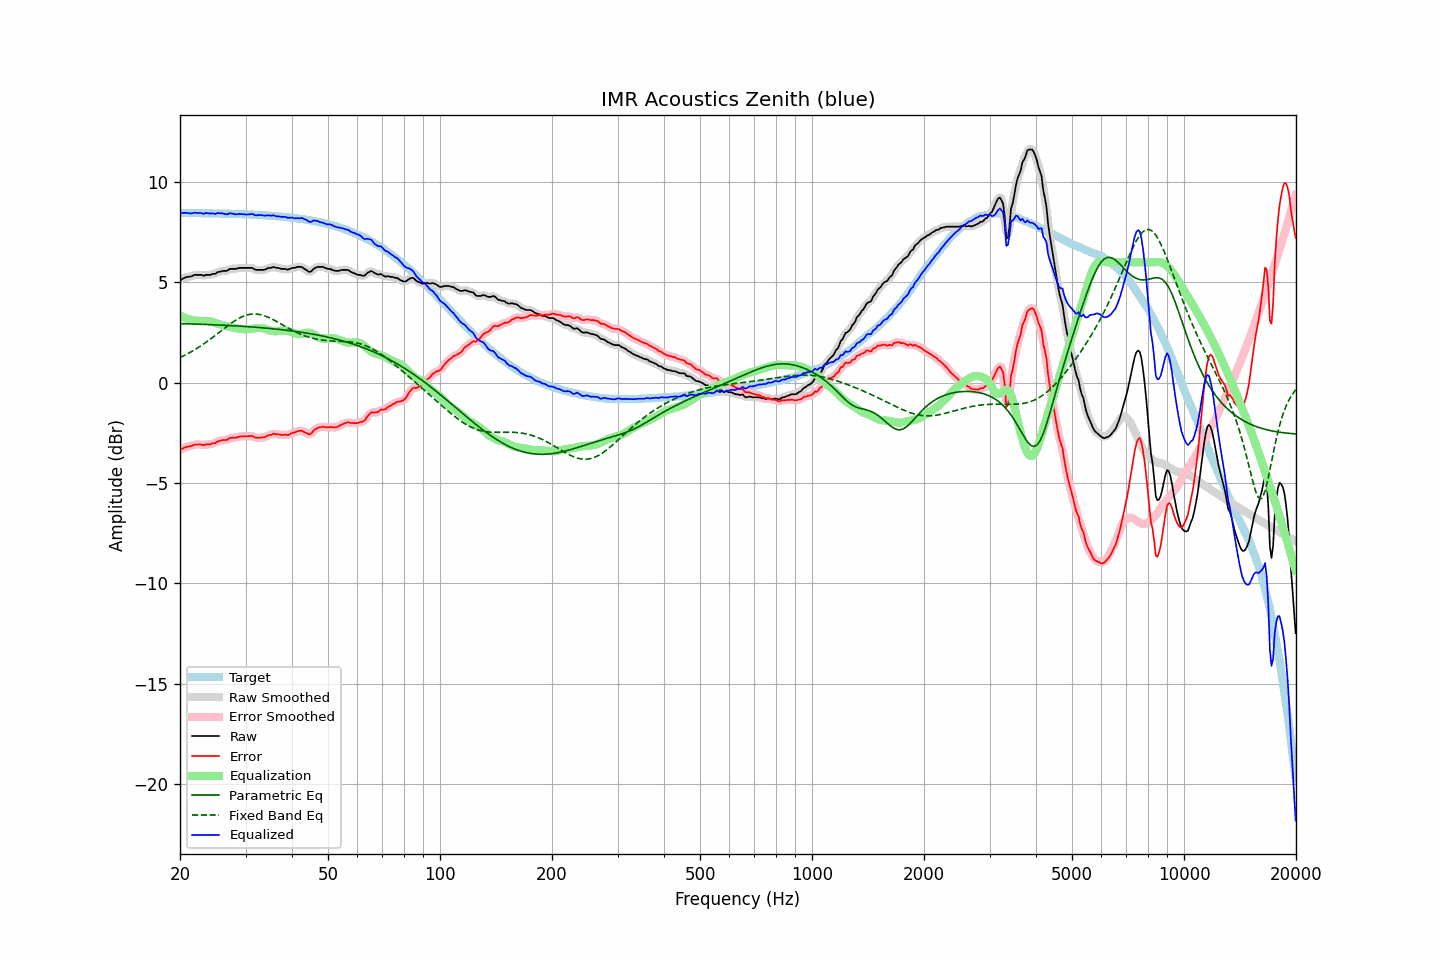 IMR Acoustics Zenith (blue)
Amplitude (dBr)
10
5
0
−5
−10
−15
−20
Target
Raw Smoothed
Error Smoothed
Raw
Error
Equalization
Parametric Eq
Fixed Band Eq
Equalized
20 50 100 200 500 1000 2000 5000 10000 20000
Frequency (Hz)